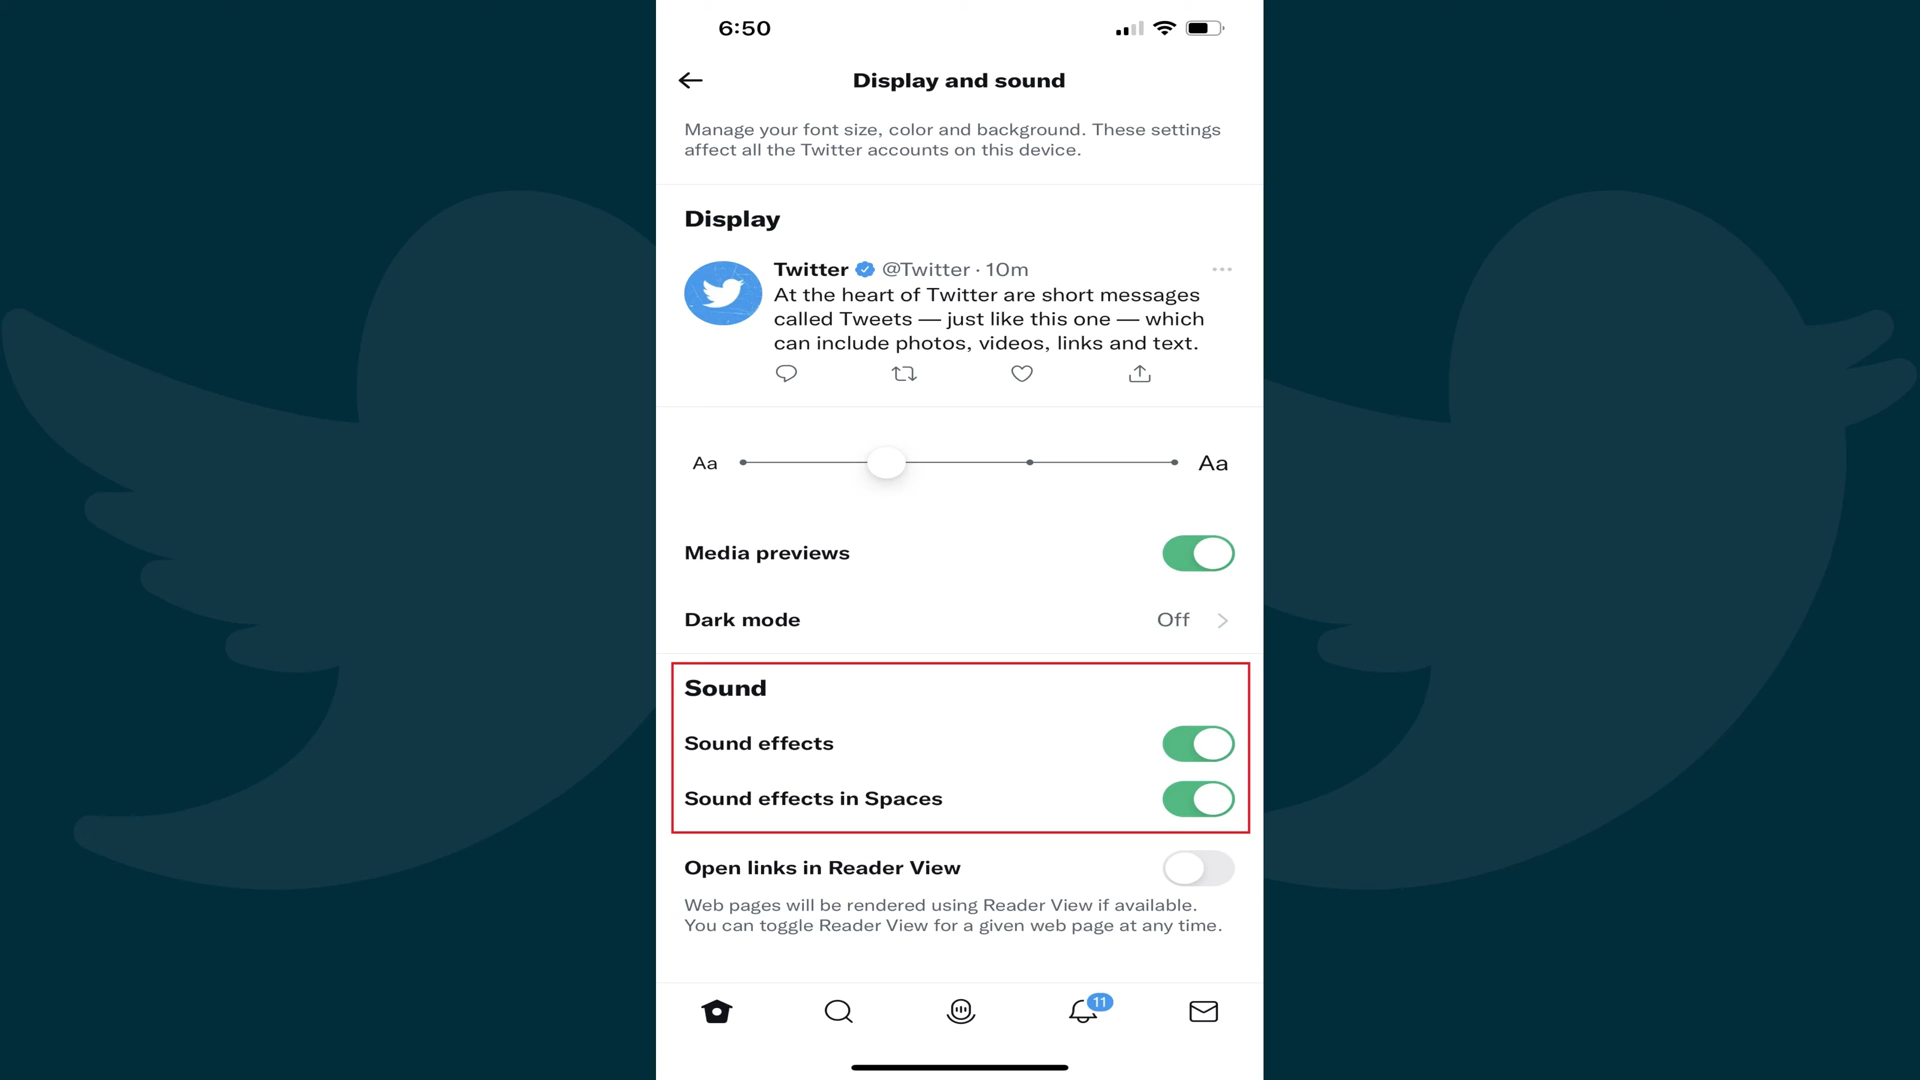 6:50
Display and sound
Manage your font size, color and background. These settings
affect all the Twitter accounts on this device.
Display
Twitter @Twitter · 10m
At the heart of Twitter are short messages
called Tweets — just like this one — which
can include photos, videos, links and text.
Aa Aa
Media previews
Dark mode Off
Sound
Sound effects
Sound effects in Spaces
Open links in Reader View
Web pages will be rendered using Reader View if available.
You can toggle Reader View for a given web page at any time.
11